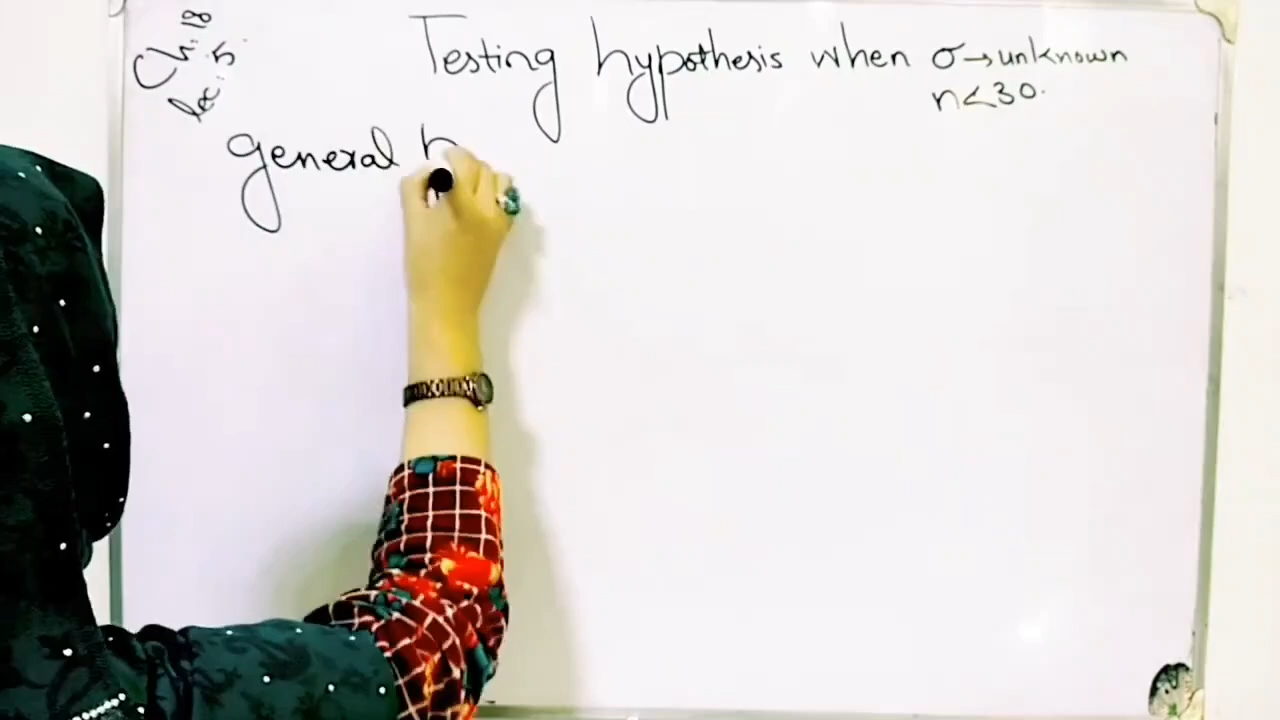 Ch: 18
Lec: 5.
Testing hypothesis when σ→unknown
n<30.
General